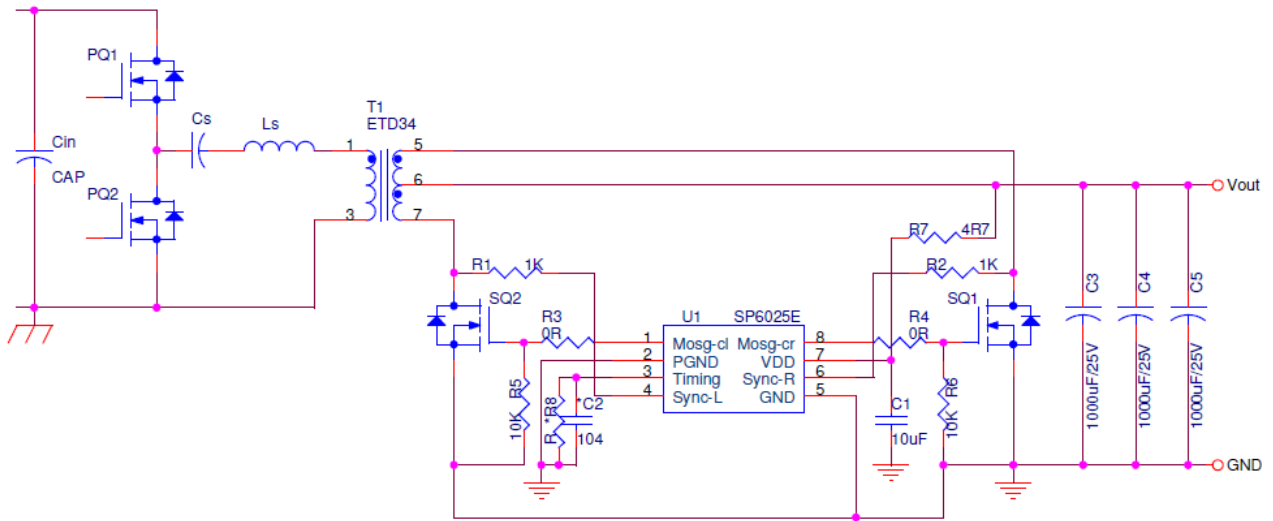 PQ1
Cin
CAP
PQ2
Cs
Ls
T1
ETD34
1
3
5
6
7
Vout
R7 4R7
R1 1K
R2 1K
SQ2
SQ1
R3
0R
R4
0R
U1 SP6025E
1 Mosg-cl
2 PGND
3 Timing
4 Sync-L
Mosg-cr 8
VDD 7
Sync-R 6
GND 5
R5
10K
*R8
R
*C2
104
C1
10uF
R6
10K
C3
1000uF/25V
C4
1000uF/25V
C5
1000uF/25V
GND